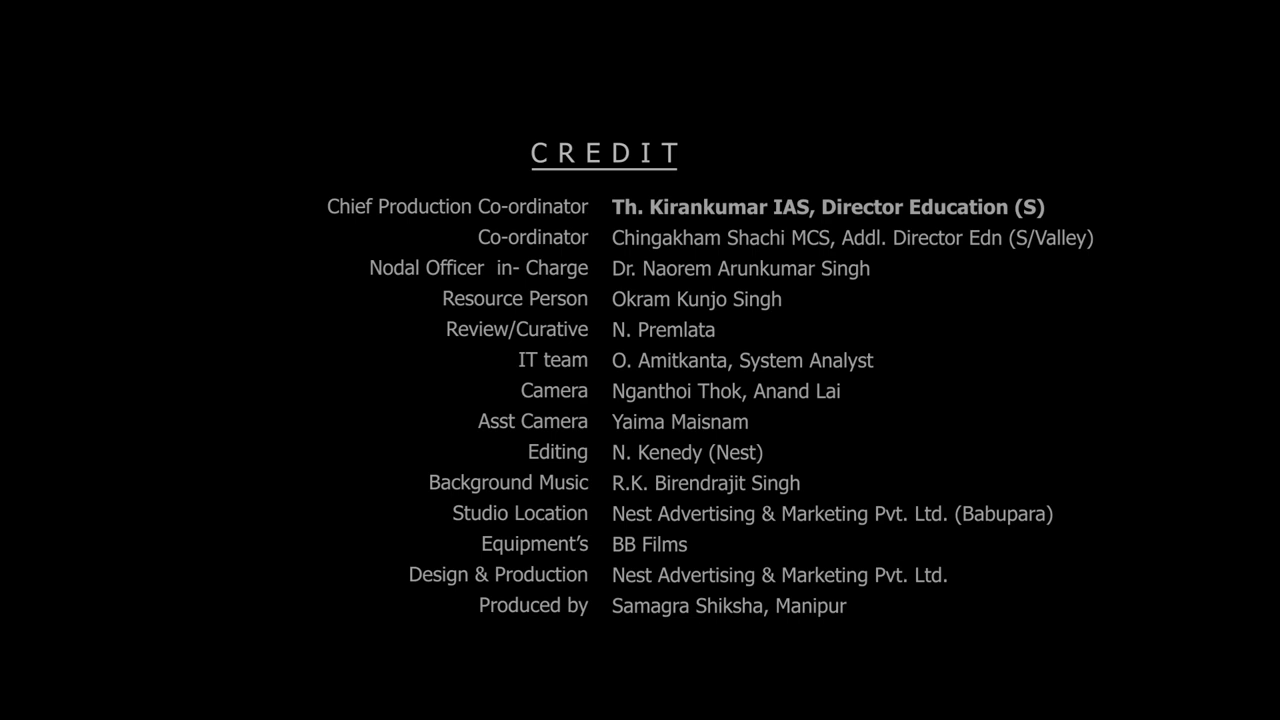 CREDIT
Chief Production Co-ordinator Th. Kirankumar IAS, Director Education (S)
Co-ordinator Chingakham Shachi MCS, Addl. Director Edn (S/Valley)
Nodal Officer in- Charge Dr. Naorem Arunkumar Singh
Resource Person Okram Kunjo Singh
Review/Curative N. Premlata
IT team O. Amitkanta, System Analyst
Camera Nganthoi Thok, Anand Lai
Asst Camera Yaima Maisnam
Editing N. Kenedy (Nest)
Background Music R.K. Birendrajit Singh
Studio Location Nest Advertising & Marketing Pvt. Ltd. (Babupara)
Equipment’s BB Films
Design & Production Nest Advertising & Marketing Pvt. Ltd.
Produced by Samagra Shiksha, Manipur